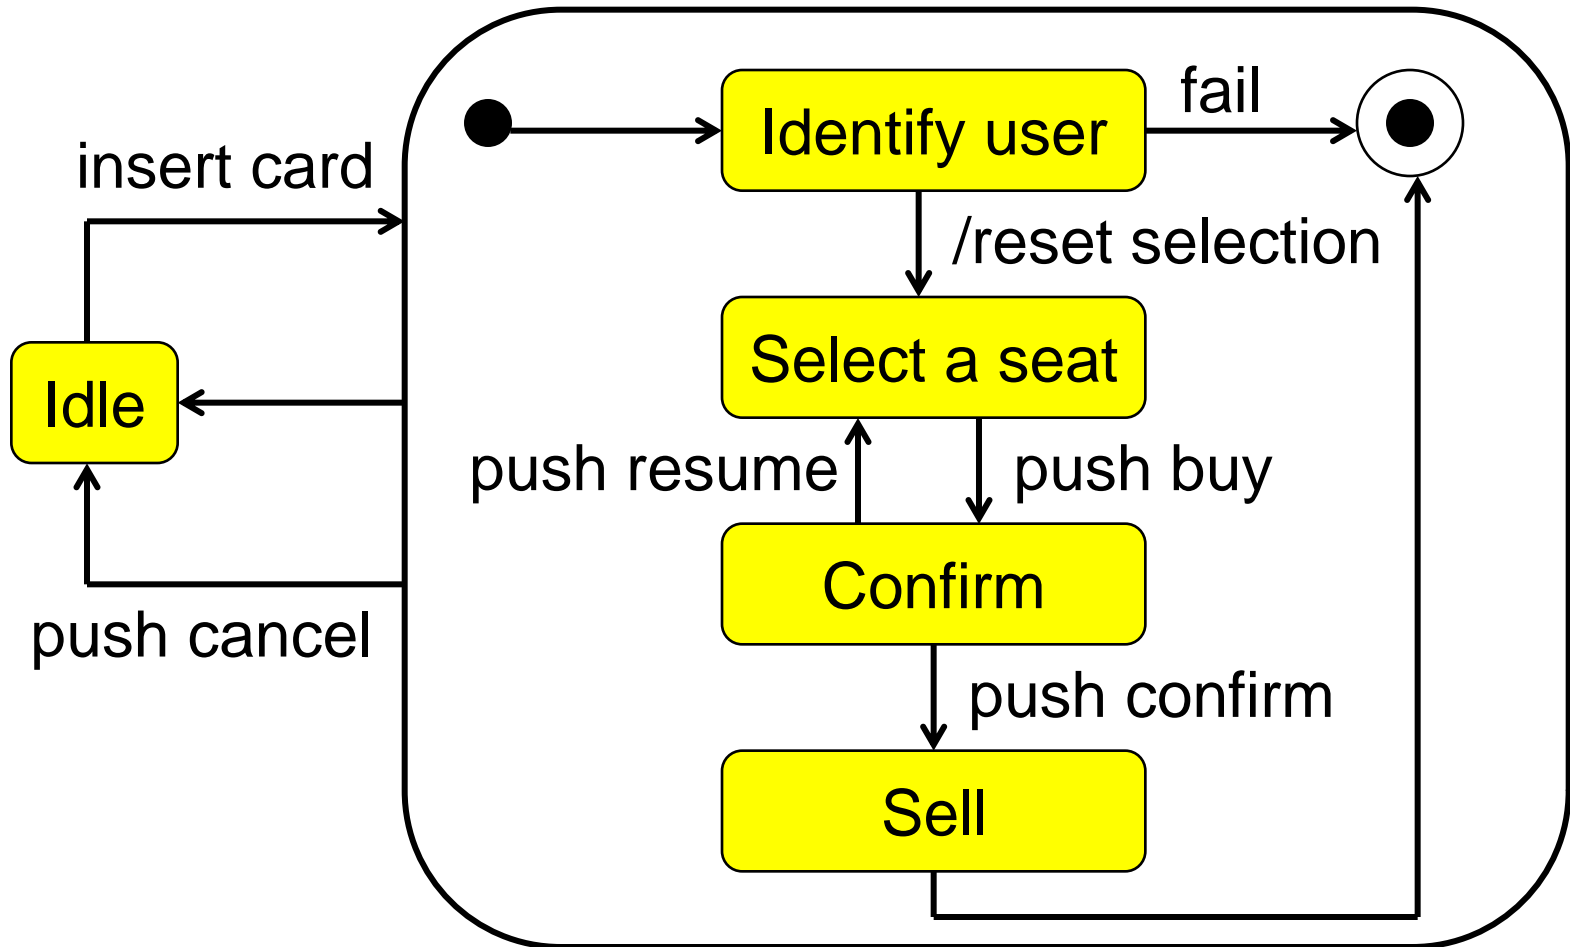 fail
Identify user
insert card
/reset selection
Select a seat
Idle
push resume
push buy
Confirm
push cancel
push confirm
Sell